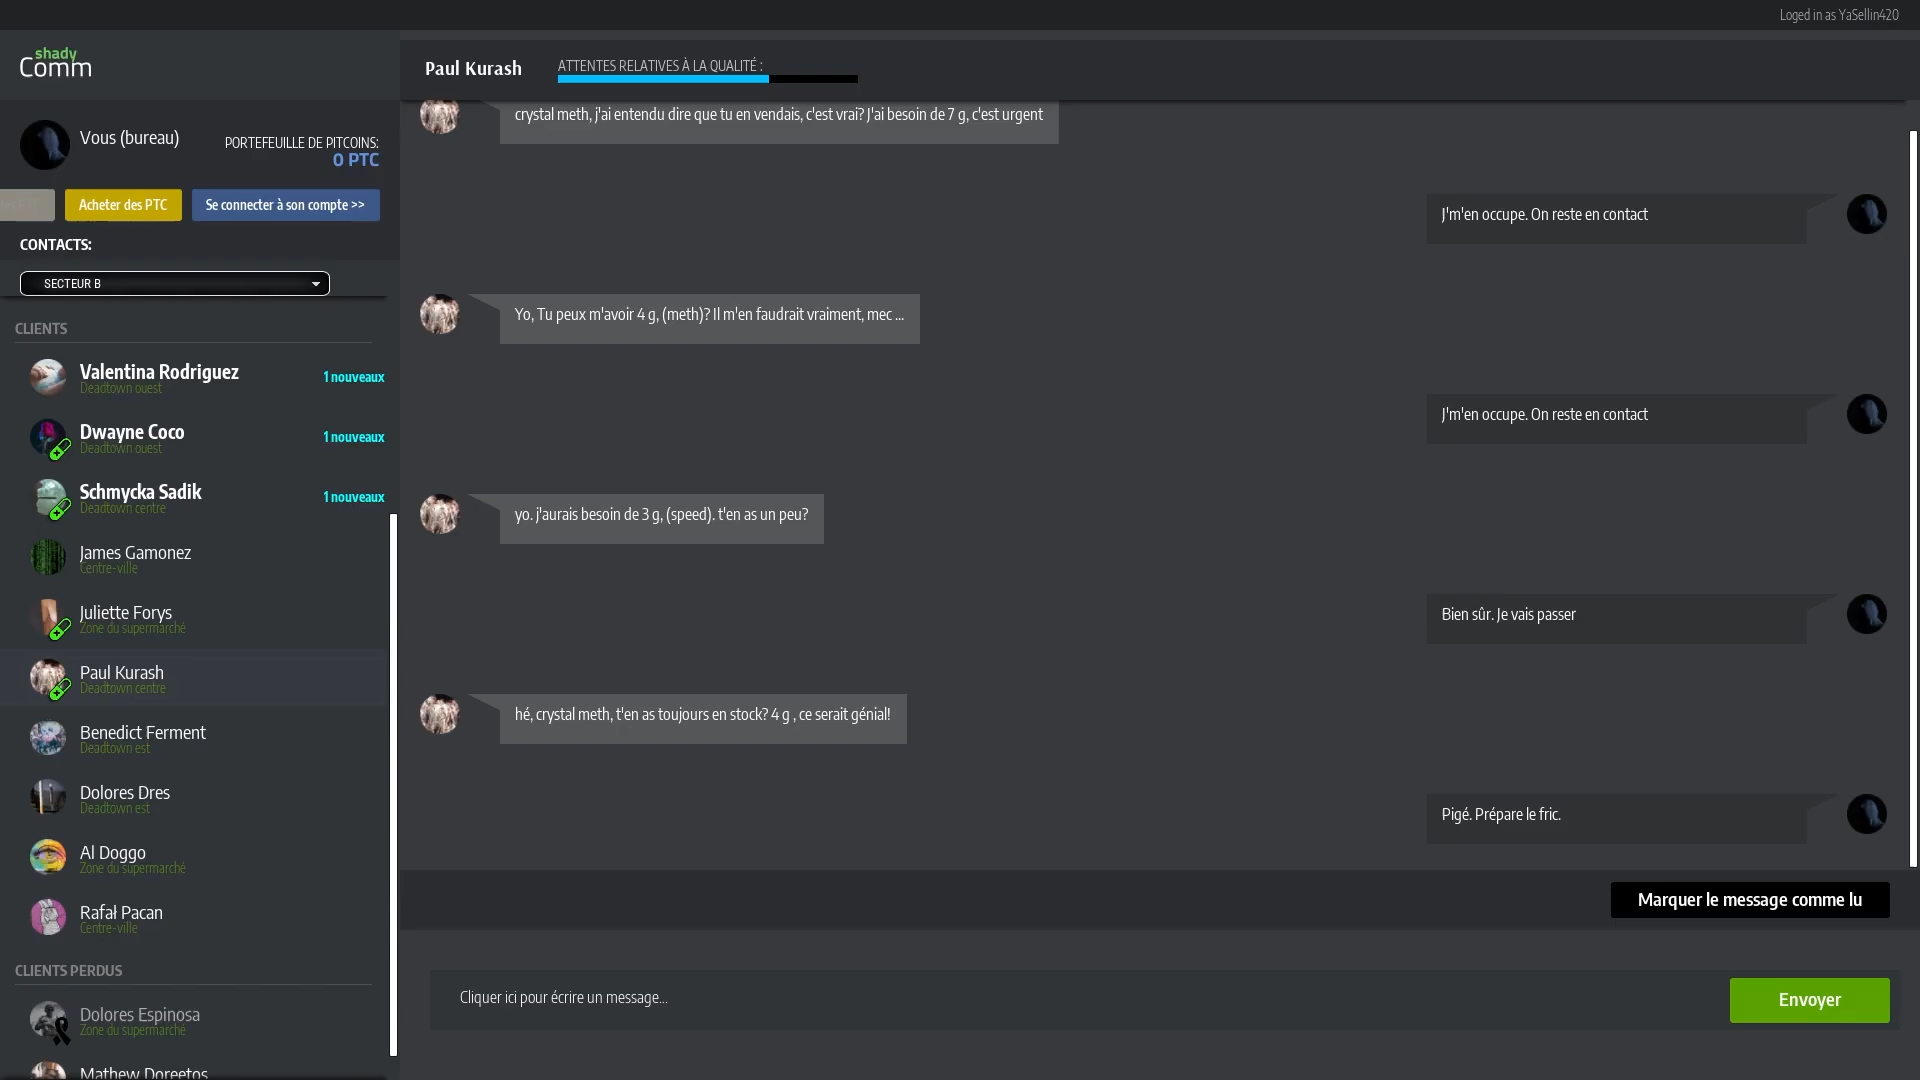 Loged in as YaSellin420
shady
Comm
Vous (bureau)
PORTEFEUILLE DE PITCOINS:
0 PTC
Acheter des PTC
Se connecter à son compte >>
CONTACTS:
SECTEUR B
CLIENTS
Valentina Rodriguez
Deadtown ouest
1 nouveaux
Dwayne Coco
Deadtown ouest
1 nouveaux
Schmycka Sadik
Deadtown centre
1 nouveaux
James Gamonez
Centre-ville
Juliette Forys
Zone du supermarché
Paul Kurash
Deadtown centre
Benedict Ferment
Deadtown est
Dolores Dres
Deadtown est
Al Doggo
Zone du supermarché
Rafał Pacan
Centre-ville
CLIENTS PERDUS
Dolores Espinosa
Zone du supermarché
Mathew Doreetos
Paul Kurash
ATTENTES RELATIVES À LA QUALITÉ :
crystal meth, j'ai entendu dire que tu en vendais, c'est vrai? J'ai besoin de 7 g, c'est urgent
J'm'en occupe. On reste en contact
Yo, Tu peux m'avoir 4 g, (meth)? Il m'en faudrait vraiment, mec ...
J'm'en occupe. On reste en contact
yo. j'aurais besoin de 3 g, (speed). t'en as un peu?
Bien sûr. Je vais passer
hé, crystal meth, t'en as toujours en stock? 4 g , ce serait génial!
Pigé. Prépare le fric.
Marquer le message comme lu
Cliquer ici pour écrire un message...
Envoyer